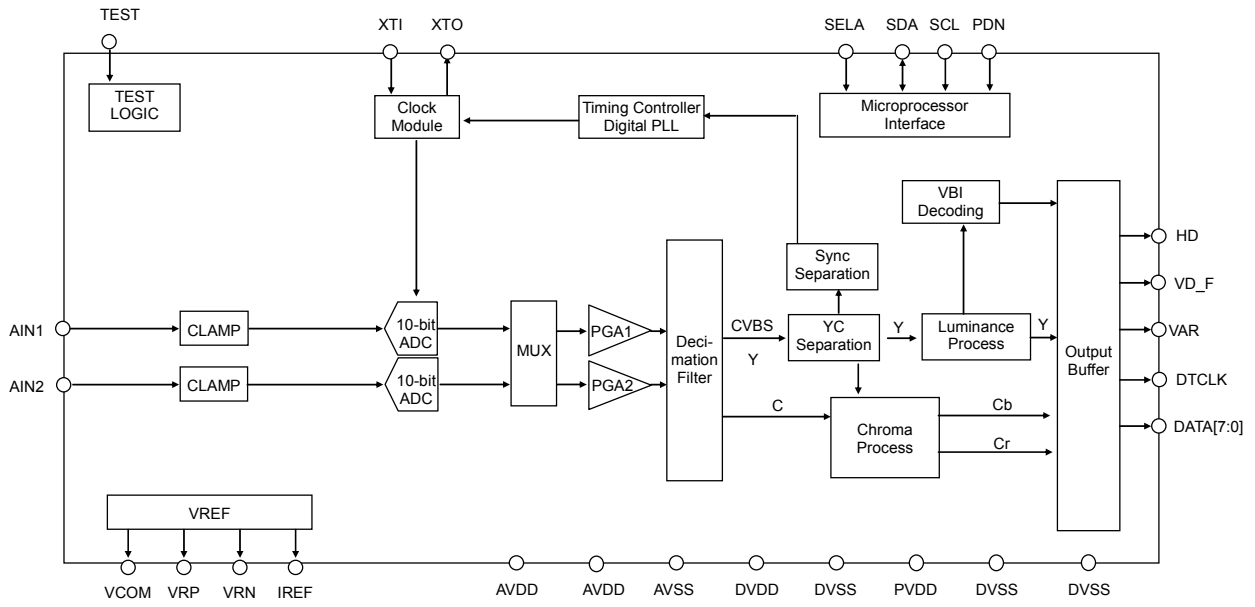 TEST
XTI
XTO
SELA
SDA
SCL
PDN
TEST
LOGIC
Clock
Module
Timing Controller
Digital PLL
Microprocessor
Interface
VBI
Decoding
HD
Sync
Separation
VD_F
AIN1
CLAMP
10-bit
ADC
MUX
PGA1
Deci-
mation
Filter
CVBS
Y
YC
Separation
Y
Luminance
Process
Y
Output
Buffer
VAR
AIN2
CLAMP
10-bit
ADC
PGA2
DTCLK
C
Chroma
Process
Cb
Cr
DATA[7:0]
VREF
VCOM
VRP
VRN
IREF
AVDD
AVDD
AVSS
DVDD
DVSS
PVDD
DVSS
DVSS